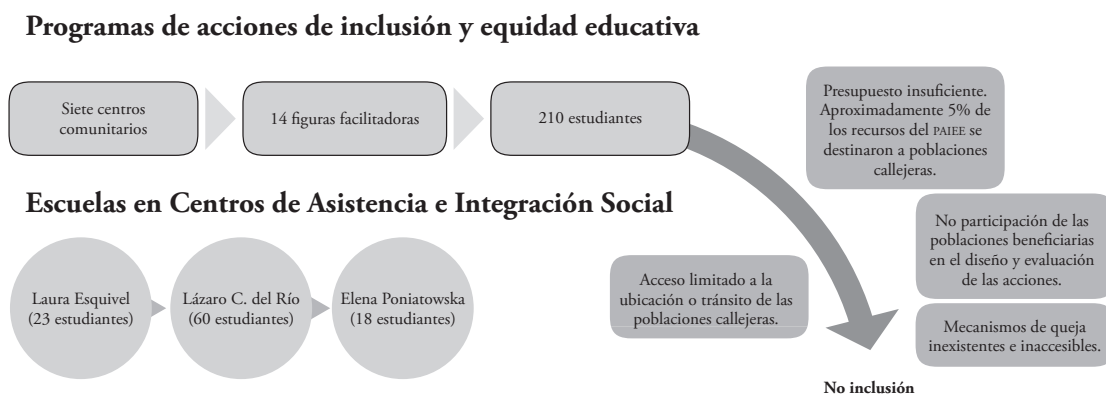 Programas de acciones de inclusión y equidad educativa
Siete centros
comunitarios
14 figuras facilitadoras
210 estudiantes
Presupuesto insuficiente.
Aproximadamente 5% de
los recursos del PAIEE se
destinaron a poblaciones
callejeras.
Escuelas en Centros de Asistencia e Integración Social
Laura Esquivel
(23 estudiantes)
Lázaro C. del Río
(60 estudiantes)
Elena Poniatowska
(18 estudiantes)
Acceso limitado a la
ubicación o tránsito de las
poblaciones callejeras.
No participación de las
poblaciones beneficiarias
en el diseño y evaluación
de las acciones.
Mecanismos de queja
inexistentes e inaccesibles.
No inclusión